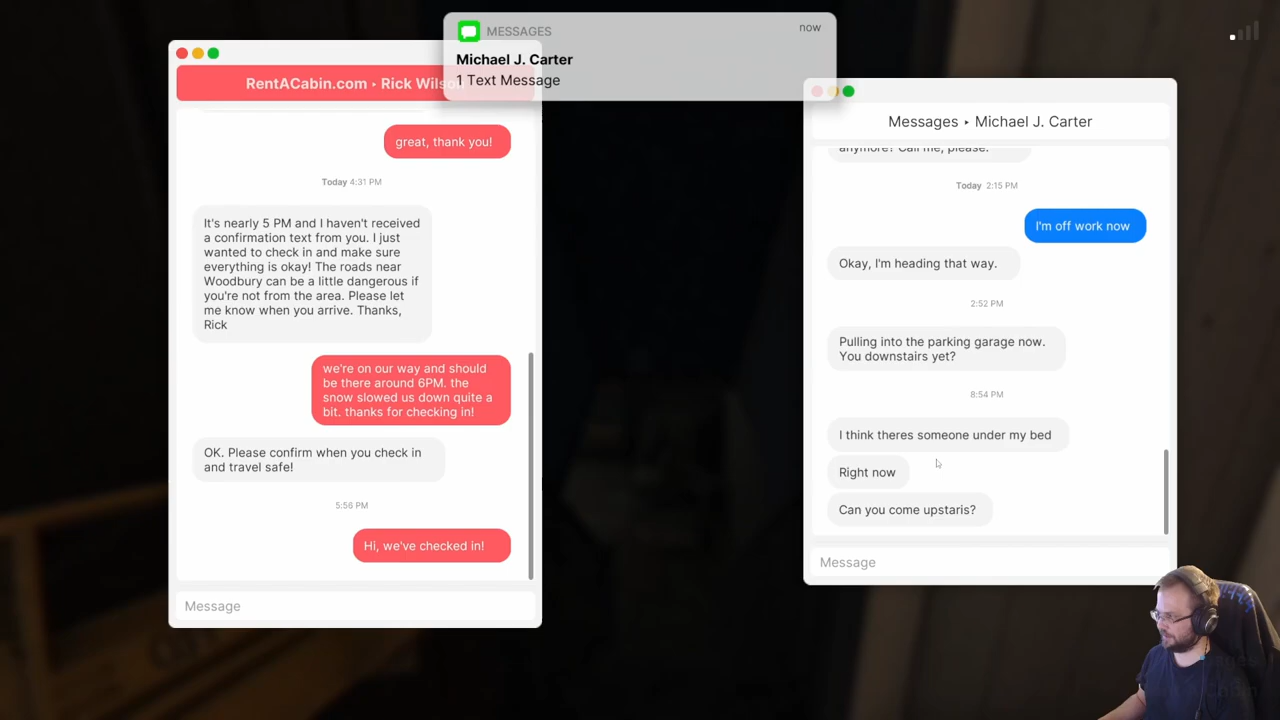 MESSAGES
now
Michael J. Carter
1 Text Message
RentACabin.com ‣ Rick Wilson
great, thank you!
Today 4:31 PM
It's nearly 5 PM and I haven't received
a confirmation text from you. I just
wanted to check in and make sure
everything is okay! The roads near
Woodbury can be a little dangerous if
you're not from the area. Please let
me know when you arrive. Thanks,
Rick
we're on our way and should
be there around 6PM. the
snow slowed us down quite a
bit. thanks for checking in!
OK. Please confirm when you check in
and travel safe!
5:56 PM
Hi, we've checked in!
Message
Messages ‣ Michael J. Carter
anymore? Call me, please.
Today 2:15 PM
I'm off work now
Okay, I'm heading that way.
2:52 PM
Pulling into the parking garage now.
You downstairs yet?
8:54 PM
I think theres someone under my bed
Right now
Can you come upstaris?
Message